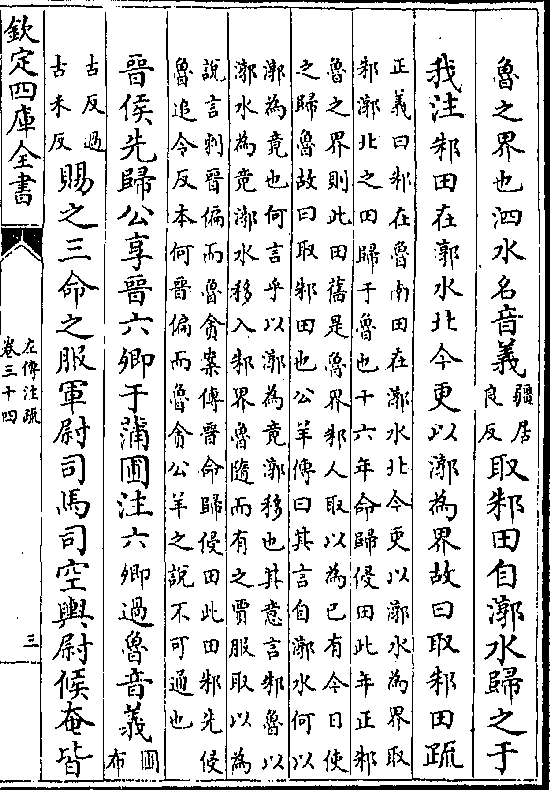 魯之界也泗水名音義疆居良反取邾田自漷水歸之于
我注邾田在漷水北今更以漷為界故曰取邾田疏
正義曰邾在魯南田在漷水北今更以漷水為界取
邾漷北之田歸于魯也十六年命歸侵田此年正邾
魯之界則此田舊是魯界邾人取以為已有今日使
之歸魯故曰取邾田也公羊傳曰其言自漷水何以
漷為竟也何言乎以漷為竟漷移也其意言邾魯以
漷水為竟漷水移入邾界魯隨而有之賈服取以為
說言刺晉偏而魯貪案傳晉命歸侵田此田邾先侵
魯追令反本何晉偏而魯貪公羊之說不可通也
晉侯先歸公享晉六卿于蒲圃注六卿過魯音義圃布
古反過古禾反賜之三命之服軍尉司馬司空輿尉候奄皆
欽定四庫全書
左傳注疏
卷三十四
三